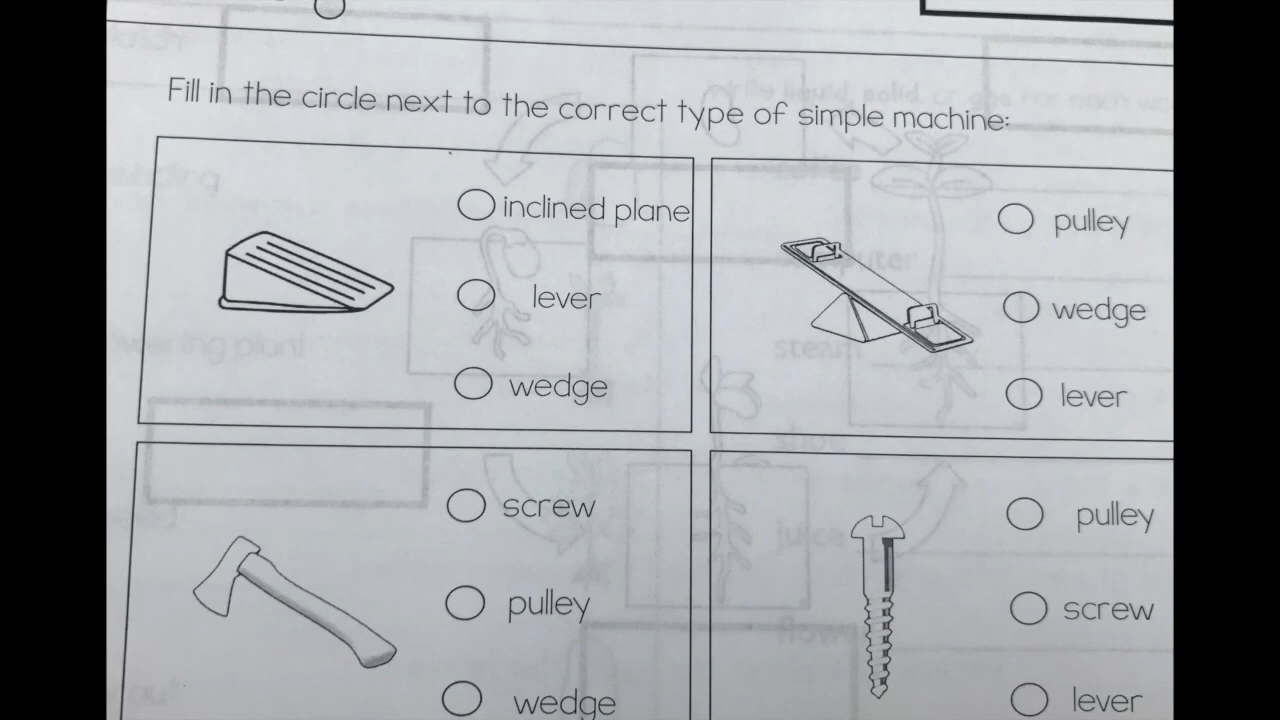 Fill in the circle next to the correct type of simple machine:
inclined plane
lever
wedge
pulley
wedge
lever
screw
pulley
wedge
pulley
screw
lever